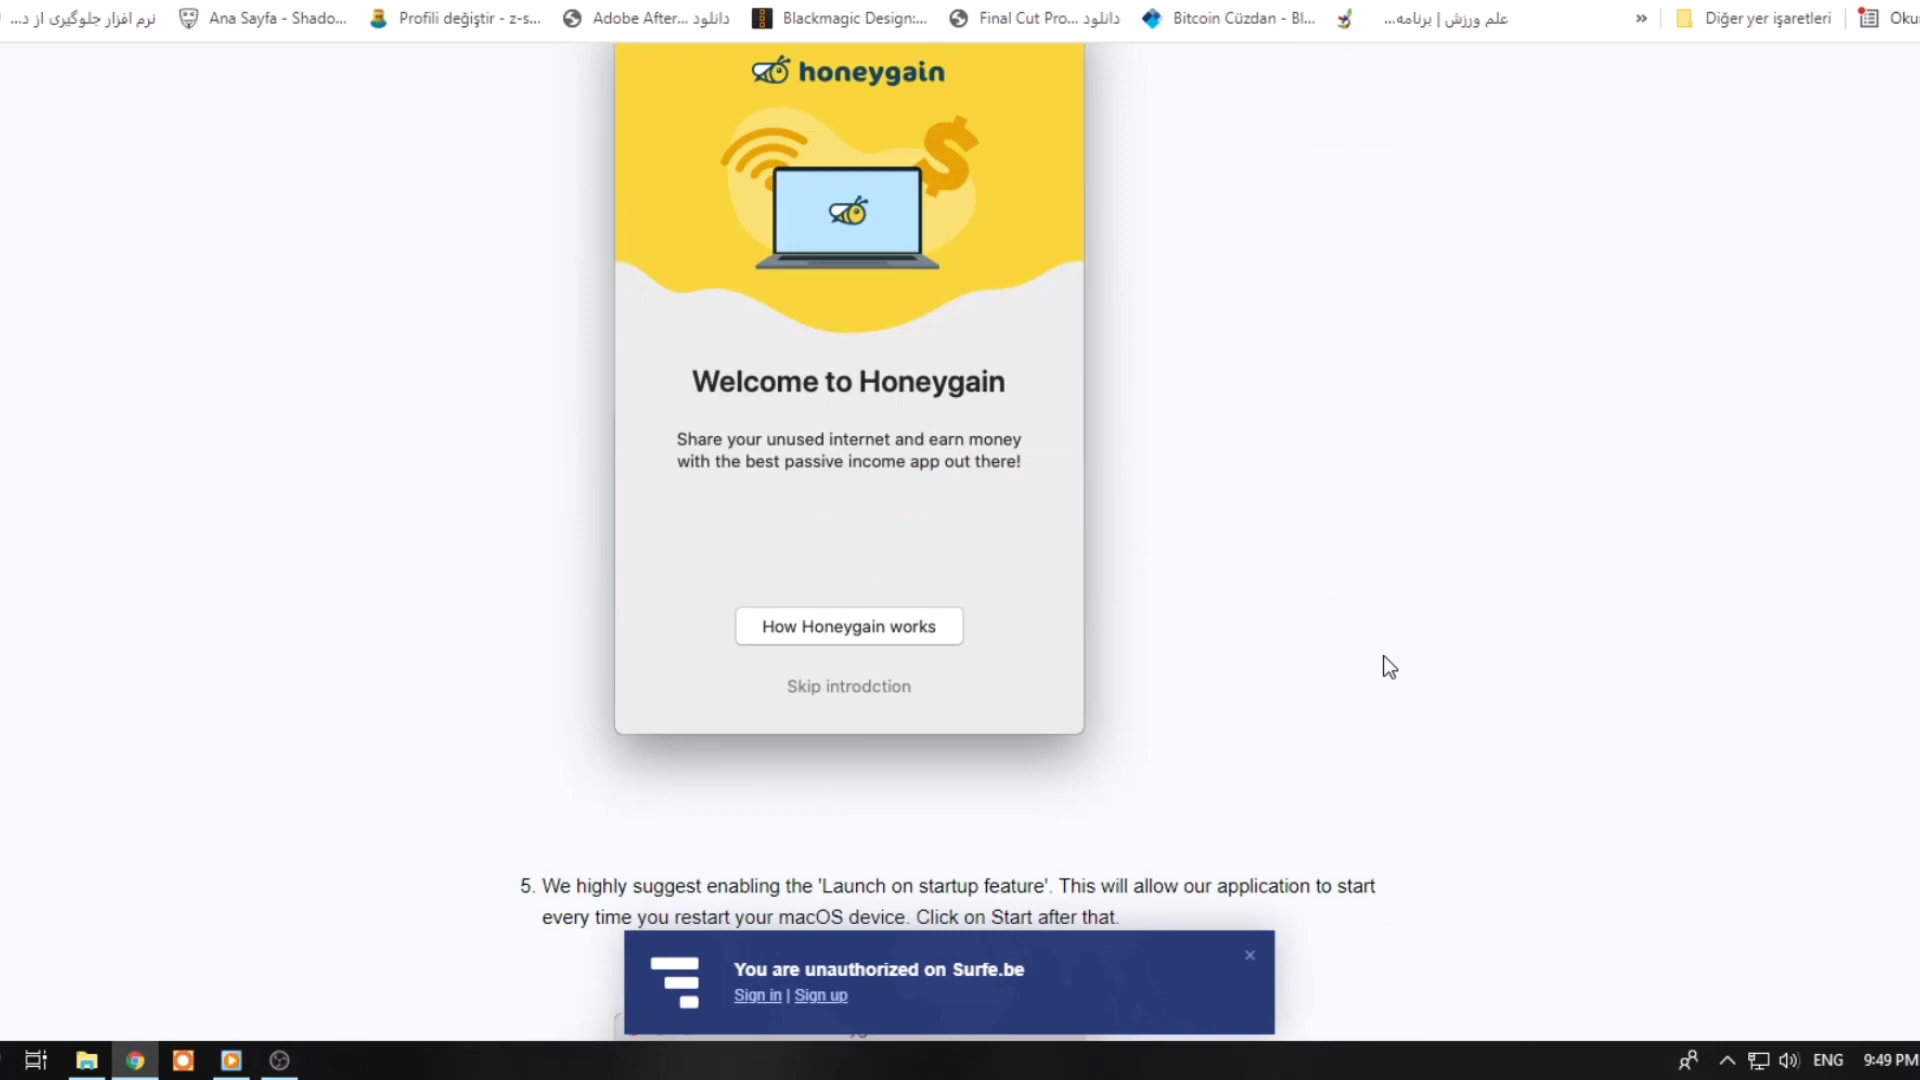 نرم افزار جلوگیری از د...
Ana Sayfa - Shado...
Profili değiştir - z-s...
دانلود Adobe After...
Blackmagic Design:...
دانلود Final Cut Pro...
Bitcoin Cüzdan - Bl...
علم ورزش | برنامه...
»
Diğer yer işaretleri
Oku
honeygain
Welcome to Honeygain
Share your unused internet and earn money
with the best passive income app out there!
How Honeygain works
Skip introdction
5. We highly suggest enabling the 'Launch on startup feature'. This will allow our application to start
every time you restart your macOS device. Click on Start after that.
You are unauthorized on Surfe.be
Sign in | Sign up
ENG
9:49 PM